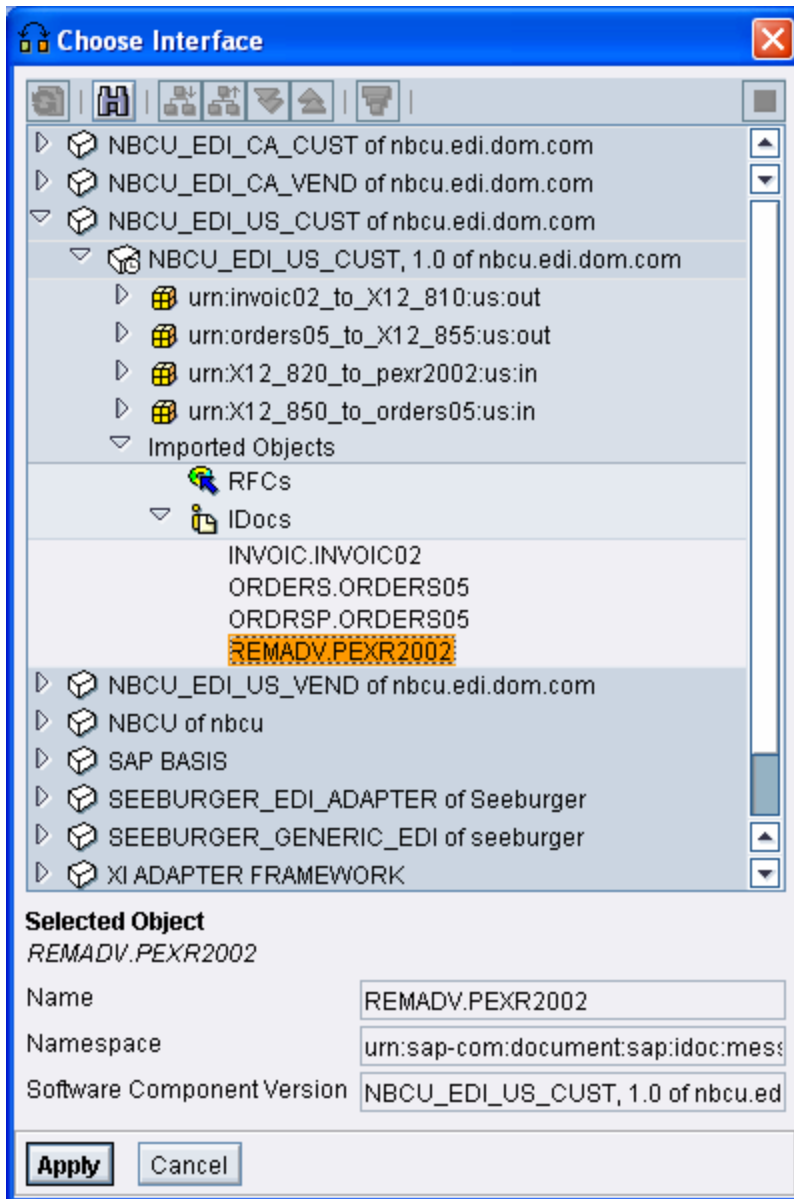 Choose Interface
NBCU_EDI_CA_CUST of nbcu.edi.dom.com
NBCU_EDI_CA_VEND of nbcu.edi.dom.com
NBCU_EDI_US_CUST of nbcu.edi.dom.com
NBCU_EDI_US_CUST, 1.0 of nbcu.edi.dom.com
urn:invoic02_to_X12_810:us:out
urn:orders05_to_X12_855:us:out
urn:X12_820_to_pexr2002:us:in
urn:X12_850_to_orders05:us:in
Imported Objects
RFCs
IDocs
INVOIC.INVOIC02
ORDERS.ORDERS05
ORDRSP.ORDERS05
REMADV.PEXR2002
NBCU_EDI_US_VEND of nbcu.edi.dom.com
NBCU of nbcu
SAP BASIS
SEEBURGER_EDI_ADAPTER of Seeburger
SEEBURGER_GENERIC_EDI of seeburger
XI ADAPTER FRAMEWORK
Selected Object
REMADV.PEXR2002
Name REMADV.PEXR2002
Namespace urn:sap-com:document:sap:idoc:mess
Software Component Version NBCU_EDI_US_CUST, 1.0 of nbcu.ed
Apply Cancel